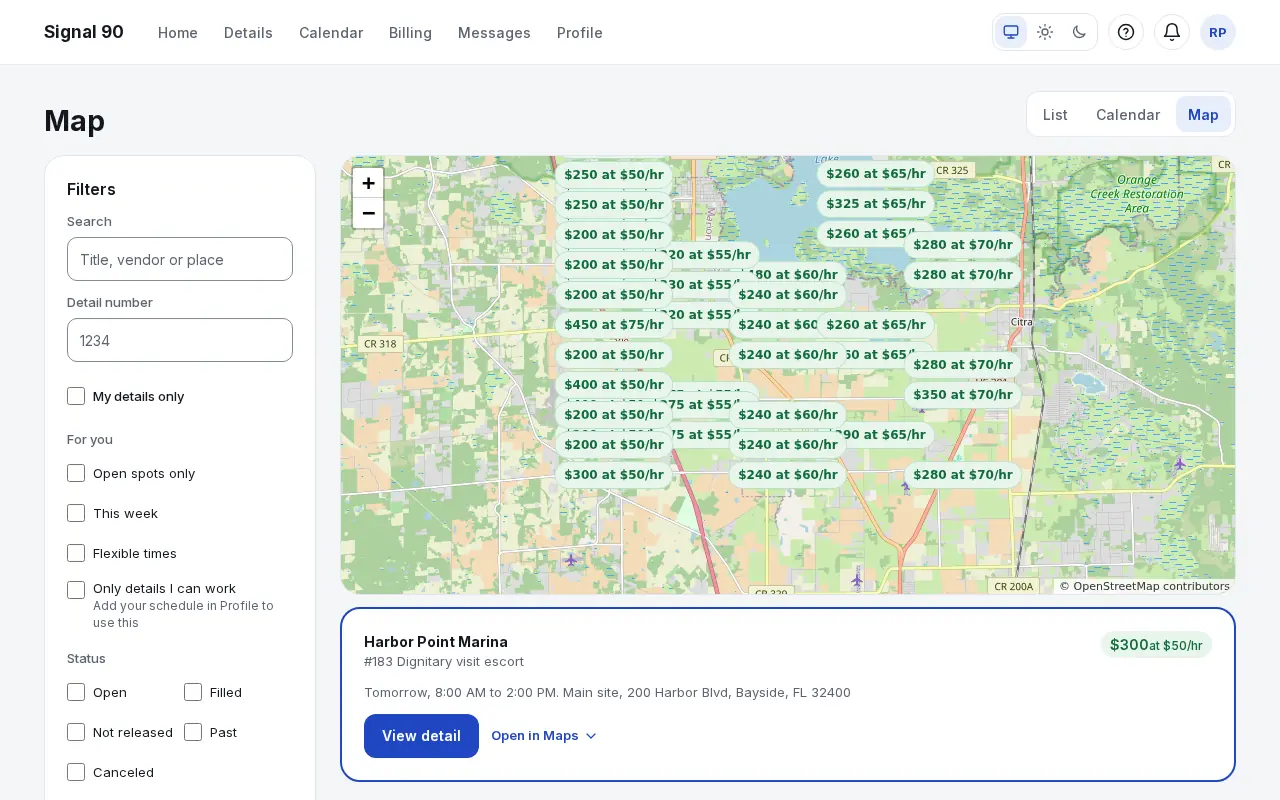 Signal 90
Home
Details
Calendar
Billing
Messages
Profile
RP
Map
List
Calendar
Map
Filters
Search
Title, vendor or place
Detail number
1234
My details only
For you
Open spots only
This week
Flexible times
Only details I can work
Add your schedule in Profile to
use this
Status
Open
Filled
Not released
Past
Canceled
+
−
Lake
CR 325
CR
Orange
Creek Restoration
Area
Marion
Citra
CR 318
CR 200A
$250 at $50/hr
$250 at $50/hr
$200 at $50/hr
$200 at $50/hr
$200 at $50/hr
$450 at $75/hr
$200 at $50/hr
$400 at $50/hr
$200 at $50/hr
$200 at $50/hr
$300 at $50/hr
$240 at $60/hr
$240 at $60
$240 at $60/hr
$240 at $60/hr
$240 at $60/hr
$240 at $60/hr
$260 at $65/hr
$325 at $65/hr
$260 at $65/
$260 at $65/hr
$280 at $70/hr
$280 at $70/hr
$280 at $70/hr
$350 at $70/hr
$280 at $70/hr
© OpenStreetMap contributors
Harbor Point Marina
#183 Dignitary visit escort
$300 at $50/hr
Tomorrow, 8:00 AM to 2:00 PM. Main site, 200 Harbor Blvd, Bayside, FL 32400
View detail
Open in Maps